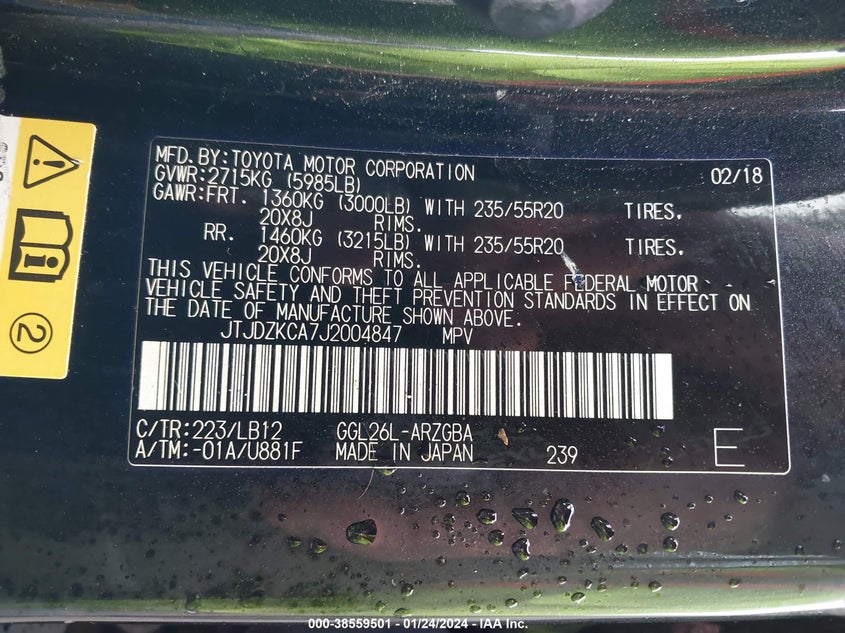 MFD. BY: TOYOTA MOTOR CORPORATION 02/18
GVWR: 2715KG (5985LB)
GAWR: FRT. 1360KG (3000LB) WITH 235/55R20 TIRES.
20X8J RIMS.
RR. 1460KG (3215LB) WITH 235/55R20 TIRES.
20X8J RIMS.
THIS VEHICLE CONFORMS TO ALL APPLICABLE FEDERAL MOTOR
VEHICLE SAFETY AND THEFT PREVENTION STANDARDS IN EFFECT ON
THE DATE OF MANUFACTURE SHOWN ABOVE.
JTJDZKCA7J2004847 MPV
C/TR: 223/LB12 GGL26L-ARZGBA
A/TM: -01A/U881F MADE IN JAPAN 239 E
2
000-38559501 - 01/24/2024 - IAA Inc.